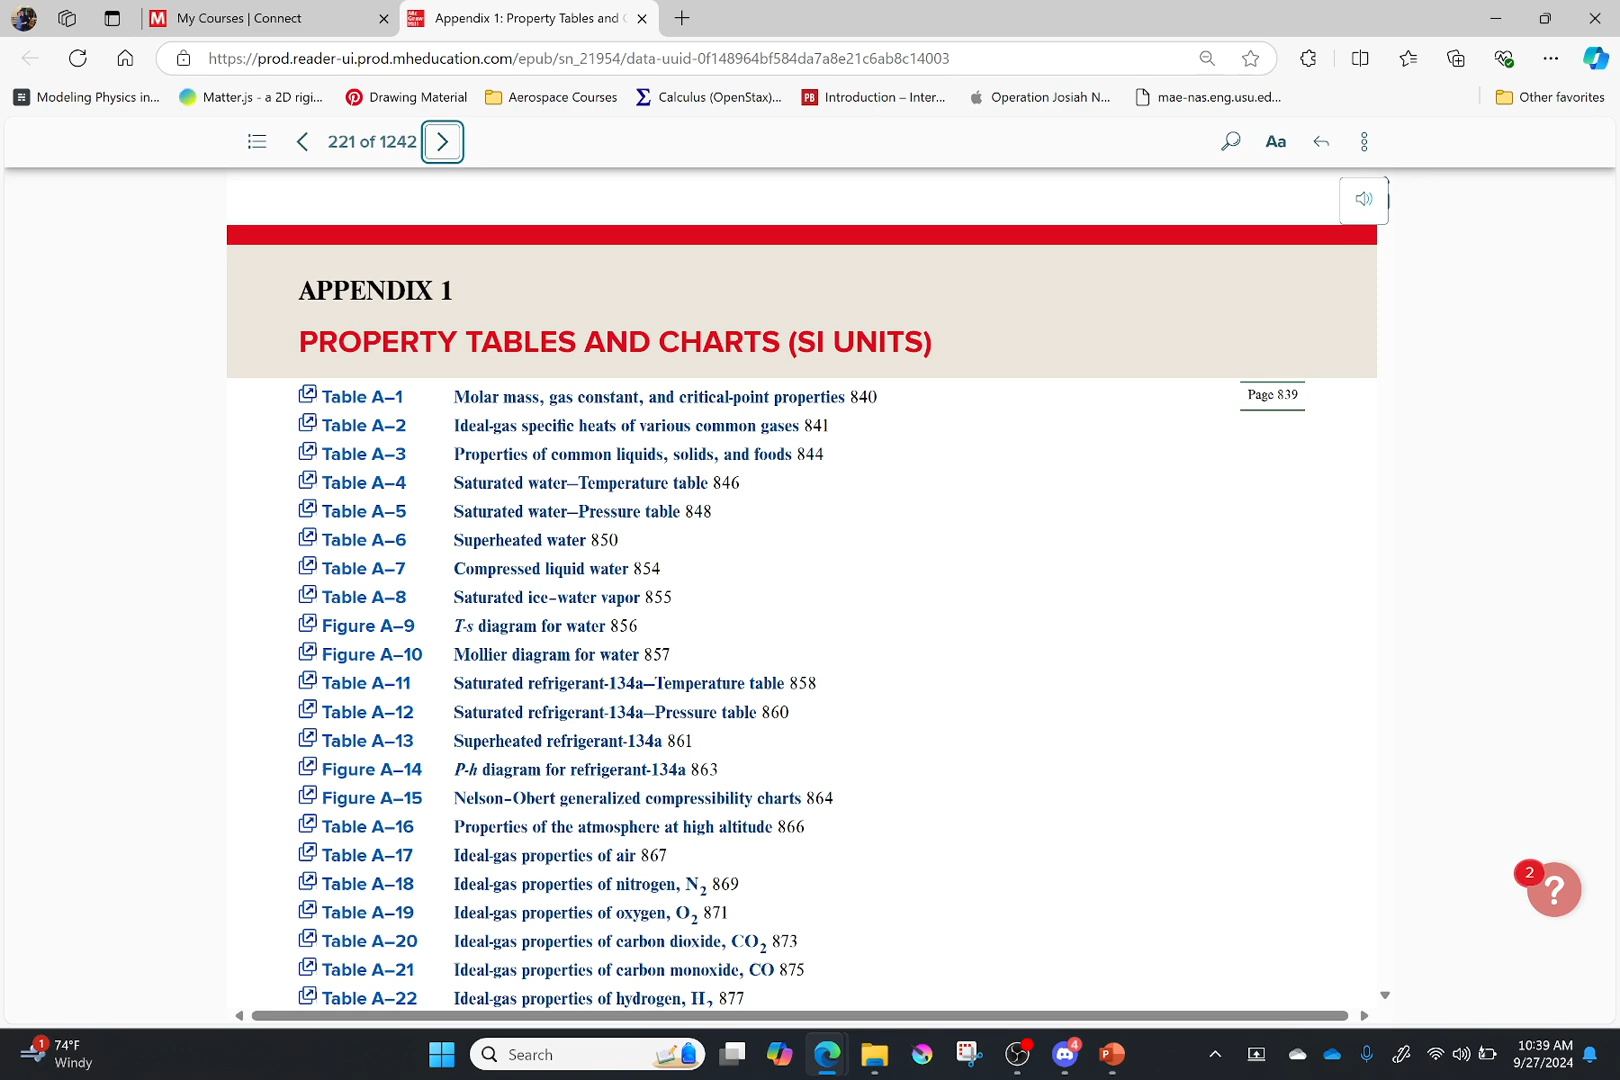 My Courses | Connect
Appendix 1: Property Tables and
https://prod.reader-ui.prod.mheducation.com/epub/sn_21954/data-uuid-0f148964bf584da7a8e21c6ab8c14003
Modeling Physics in...
Matter.js - a 2D rigi...
Drawing Material
Aerospace Courses
Calculus (OpenStax)...
Introduction – Inter...
Operation Josiah N...
mae-nas.eng.usu.ed...
Other favorites
221 of 1242
Aa
APPENDIX 1
PROPERTY TABLES AND CHARTS (SI UNITS)
Page 839
Table A–1 Molar mass, gas constant, and critical-point properties 840
Table A–2 Ideal-gas specific heats of various common gases 841
Table A–3 Properties of common liquids, solids, and foods 844
Table A–4 Saturated water—Temperature table 846
Table A–5 Saturated water—Pressure table 848
Table A–6 Superheated water 850
Table A–7 Compressed liquid water 854
Table A–8 Saturated ice–water vapor 855
Figure A–9 T-s diagram for water 856
Figure A–10 Mollier diagram for water 857
Table A–11 Saturated refrigerant-134a—Temperature table 858
Table A–12 Saturated refrigerant-134a—Pressure table 860
Table A–13 Superheated refrigerant-134a 861
Figure A–14 P-h diagram for refrigerant-134a 863
Figure A–15 Nelson–Obert generalized compressibility charts 864
Table A–16 Properties of the atmosphere at high altitude 866
Table A–17 Ideal-gas properties of air 867
Table A–18 Ideal-gas properties of nitrogen, N2 869
Table A–19 Ideal-gas properties of oxygen, O2 871
Table A–20 Ideal-gas properties of carbon dioxide, CO2 873
Table A–21 Ideal-gas properties of carbon monoxide, CO 875
Table A–22 Ideal-gas properties of hydrogen, H2 877
2
?
1
74°F
Windy
Search
4
10:39 AM
9/27/2024